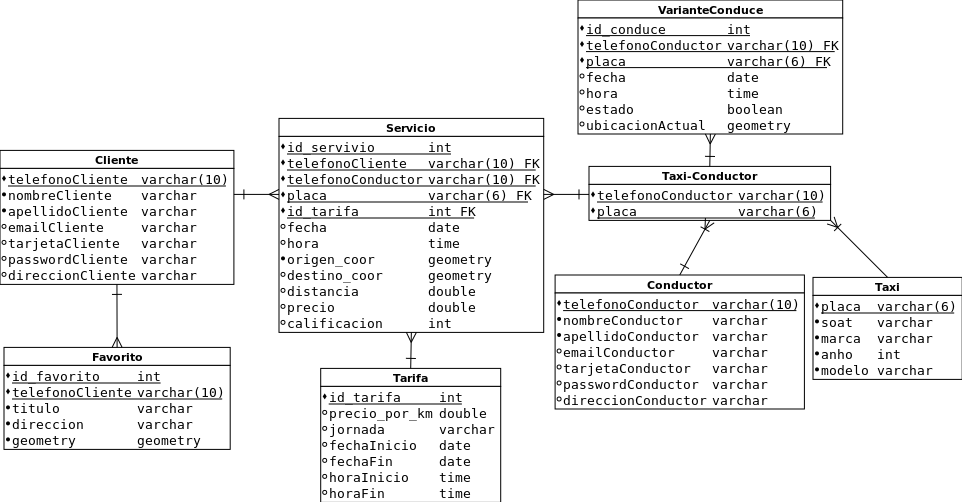 VarianteConduce
id_conduce int
telefonoConductor varchar(10) FK
placa varchar(6) FK
fecha date
hora time
estado boolean
ubicacionActual geometry
Servicio
id_servivio int
telefonoCliente varchar(10) FK
telefonoConductor varchar(10) FK
placa varchar(6) FK
id_tarifa int FK
fecha date
hora time
origen_coor geometry
destino_coor geometry
distancia double
precio double
calificacion int
Cliente
telefonoCliente varchar(10)
nombreCliente varchar
apellidoCliente varchar
emailCliente varchar
tarjetaCliente varchar
passwordCliente varchar
direccionCliente varchar
Taxi-Conductor
telefonoConductor varchar(10)
placa varchar(6)
Conductor
telefonoConductor varchar(10)
nombreConductor varchar
apellidoConductor varchar
emailConductor varchar
tarjetaConductor varchar
passwordConductor varchar
direccionConductor varchar
Taxi
placa varchar(6)
soat varchar
marca varchar
anho int
modelo varchar
Favorito
id_favorito int
telefonoCliente varchar(10)
titulo varchar
direccion varchar
geometry geometry
Tarifa
id_tarifa int
precio_por_km double
jornada varchar
fechaInicio date
fechaFin date
horaInicio time
horaFin time